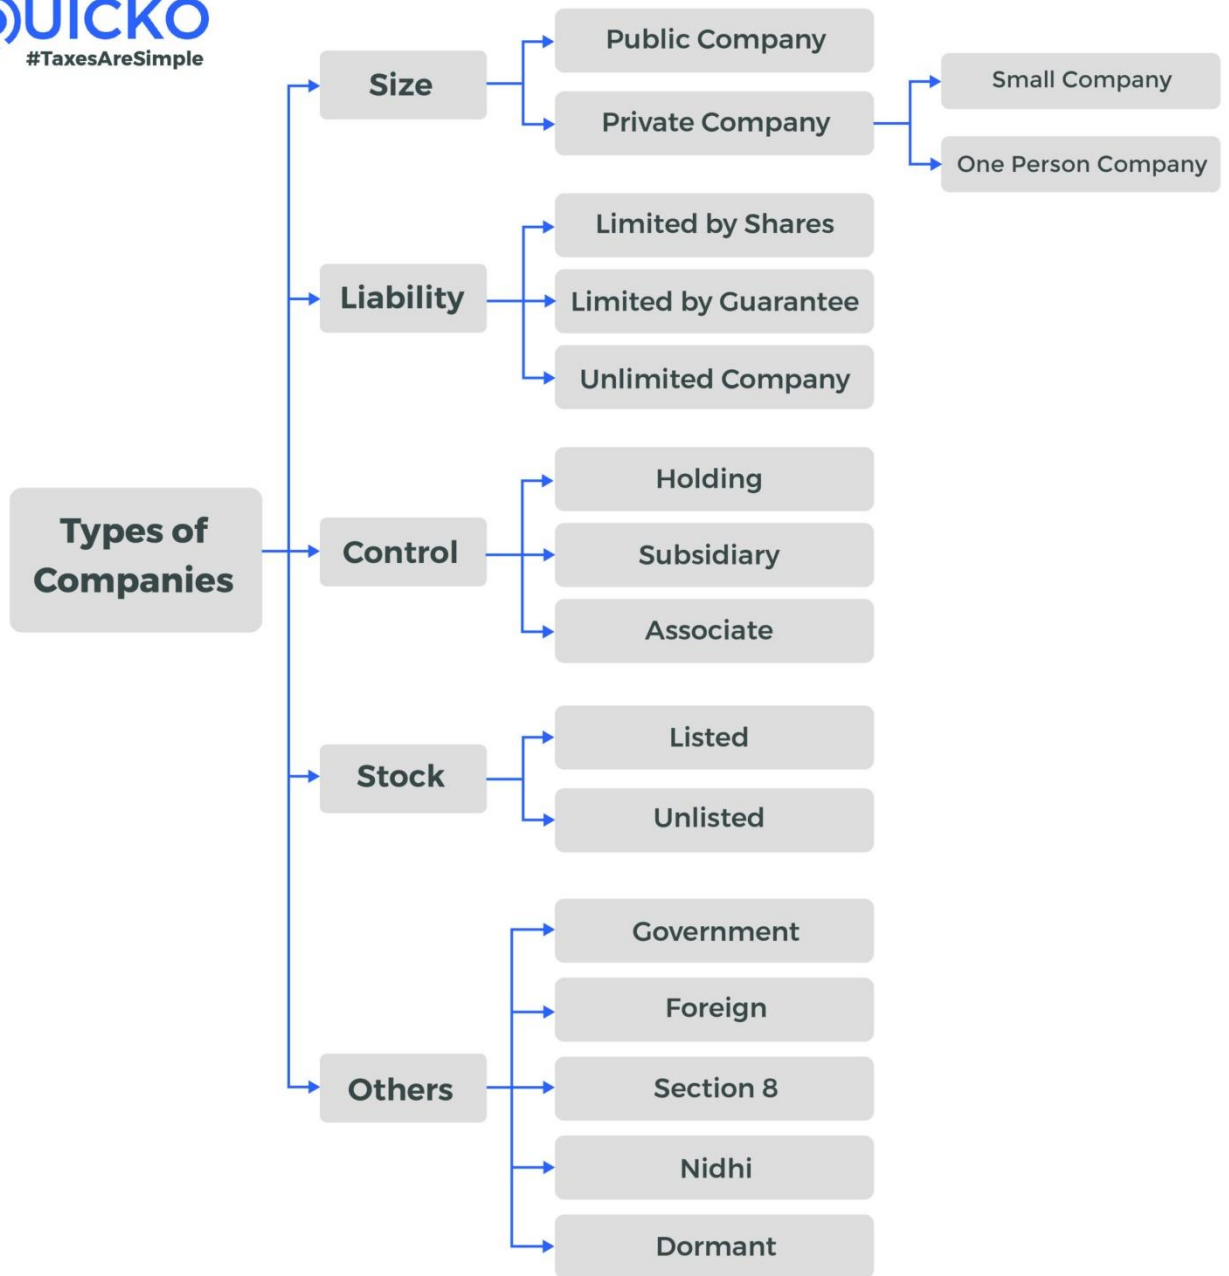 QUICKO
#TaxesAreSimple
Types of
Companies
Size
Public Company
Private Company
Small Company
One Person Company
Liability
Limited by Shares
Limited by Guarantee
Unlimited Company
Control
Holding
Subsidiary
Associate
Stock
Listed
Unlisted
Others
Government
Foreign
Section 8
Nidhi
Dormant